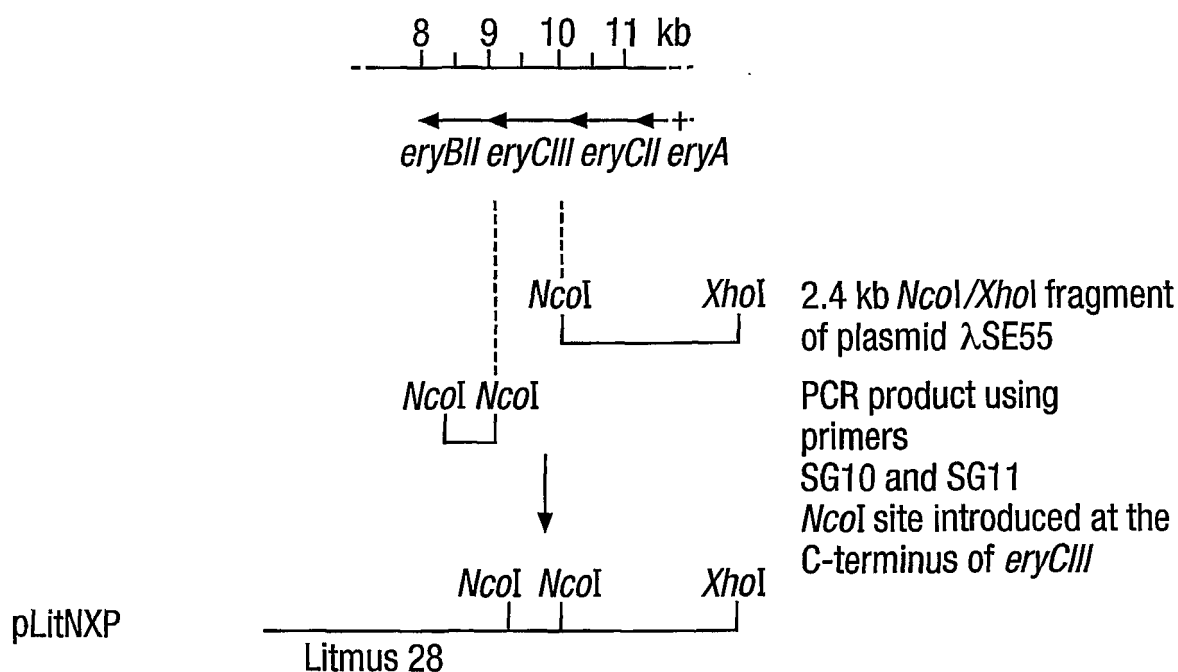 8 9 10 11 kb
eryBII eryCIII eryCII eryA
NcoI XhoI 2.4 kb NcoI/XhoI fragment
of plasmid λSE55
NcoI NcoI PCR product using
primers
SG10 and SG11
NcoI site introduced at the
C-terminus of eryCIII
NcoI NcoI XhoI
pLitNXP
Litmus 28